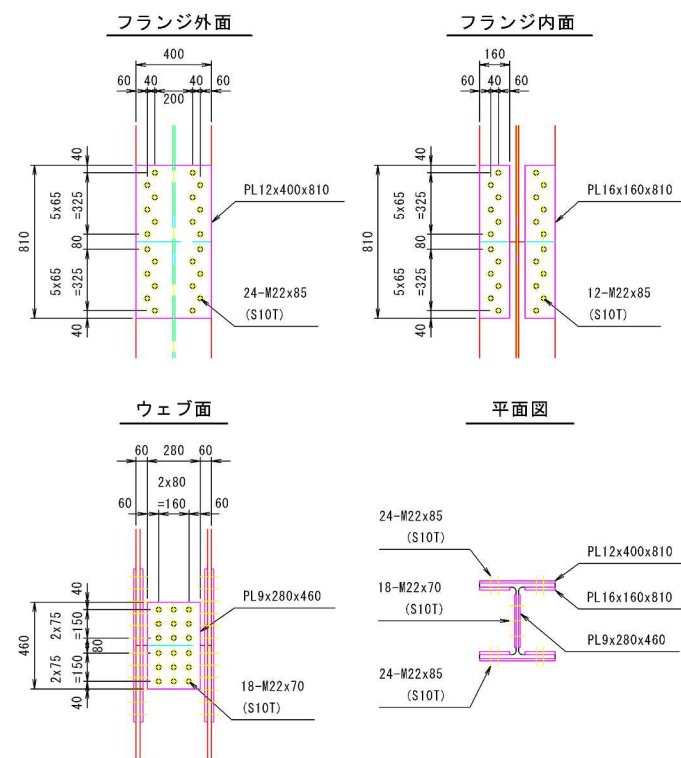 フランジ外面
400
60 40 40 60
200
40
5x65
=325
80
810
5x65
=325
40
PL12x400x810
24-M22x85
(S10T)
フランジ内面
160
60 40 40 60
200
40
5x65
=325
80
810
5x65
=325
40
PL16x160x810
12-M22x85
(S10T)
ウェブ面
60 280 60
2x80
60 =160 60
40
2x75
=150
80
460
2x75
=150
40
PL9x280x460
18-M22x70
(S10T)
平面図
24-M22x85
(S10T)
PL12x400x810
18-M22x70
(S10T)
PL16x160x810
PL9x280x460
24-M22x85
(S10T)